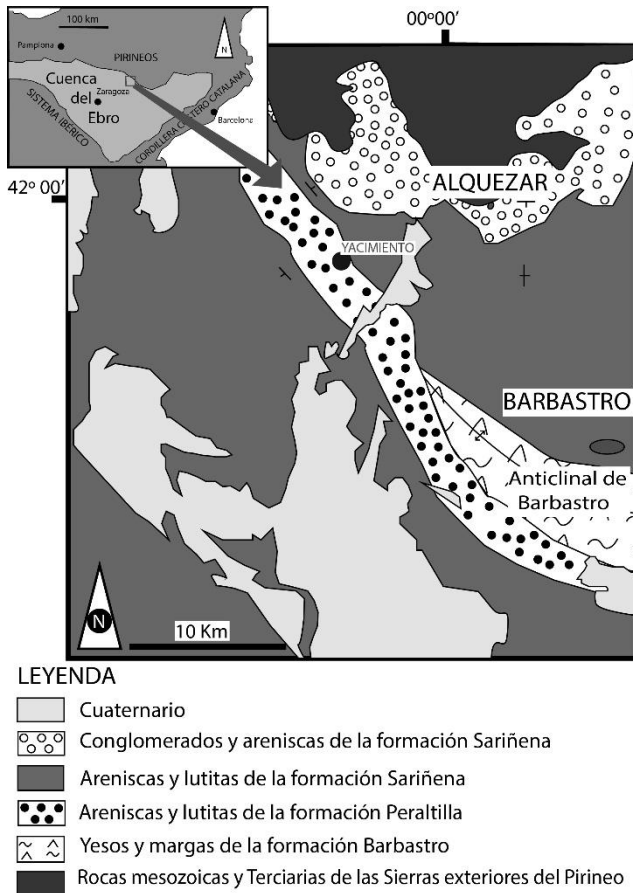 100 km
N
Pamplona
PIRINEOS
Cuenca
del
Ebro
Zaragoza
SISTEMA IBÉRICO
CORDILLERA COSTERO CATALANA
Barcelona
00º00′
42º 00′
ALQUEZAR
YACIMIENTO
BARBASTRO
Anticlinal de
Barbastro
N
10 Km
LEYENDA
Cuaternario
Conglomerados y areniscas de la formación Sariñena
Areniscas y lutitas de la formación Sariñena
Areniscas y lutitas de la formación Peraltilla
Yesos y margas de la formación Barbastro
Rocas mesozoicas y Terciarias de las Sierras exteriores del Pirineo